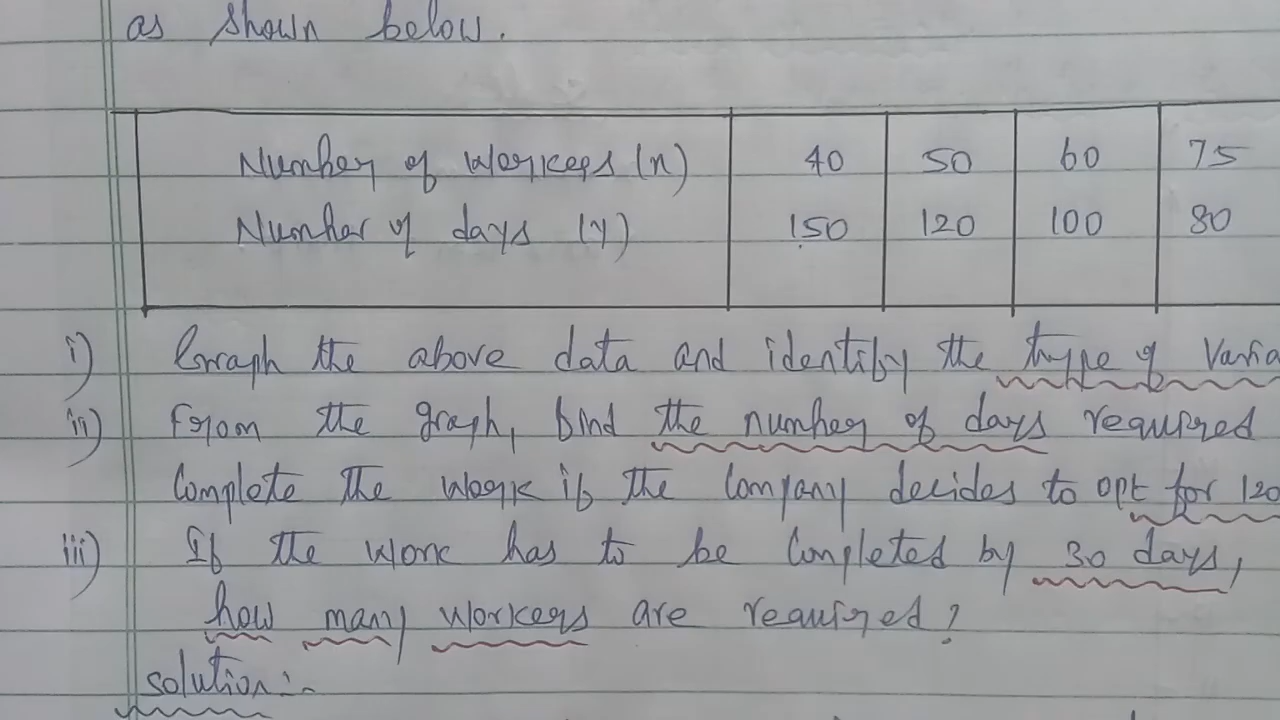 as shown below.
Number of workers (x) 40 50 60 75
Number of days (y) 150 120 100 80
i) Graph the above data and identify the type of Varia
ii) From the graph, find the number of days required
Complete the work if the Company decides to opt for 120
iii) If the work has to be Completed by 30 days,
how many workers are required?
Solution:-